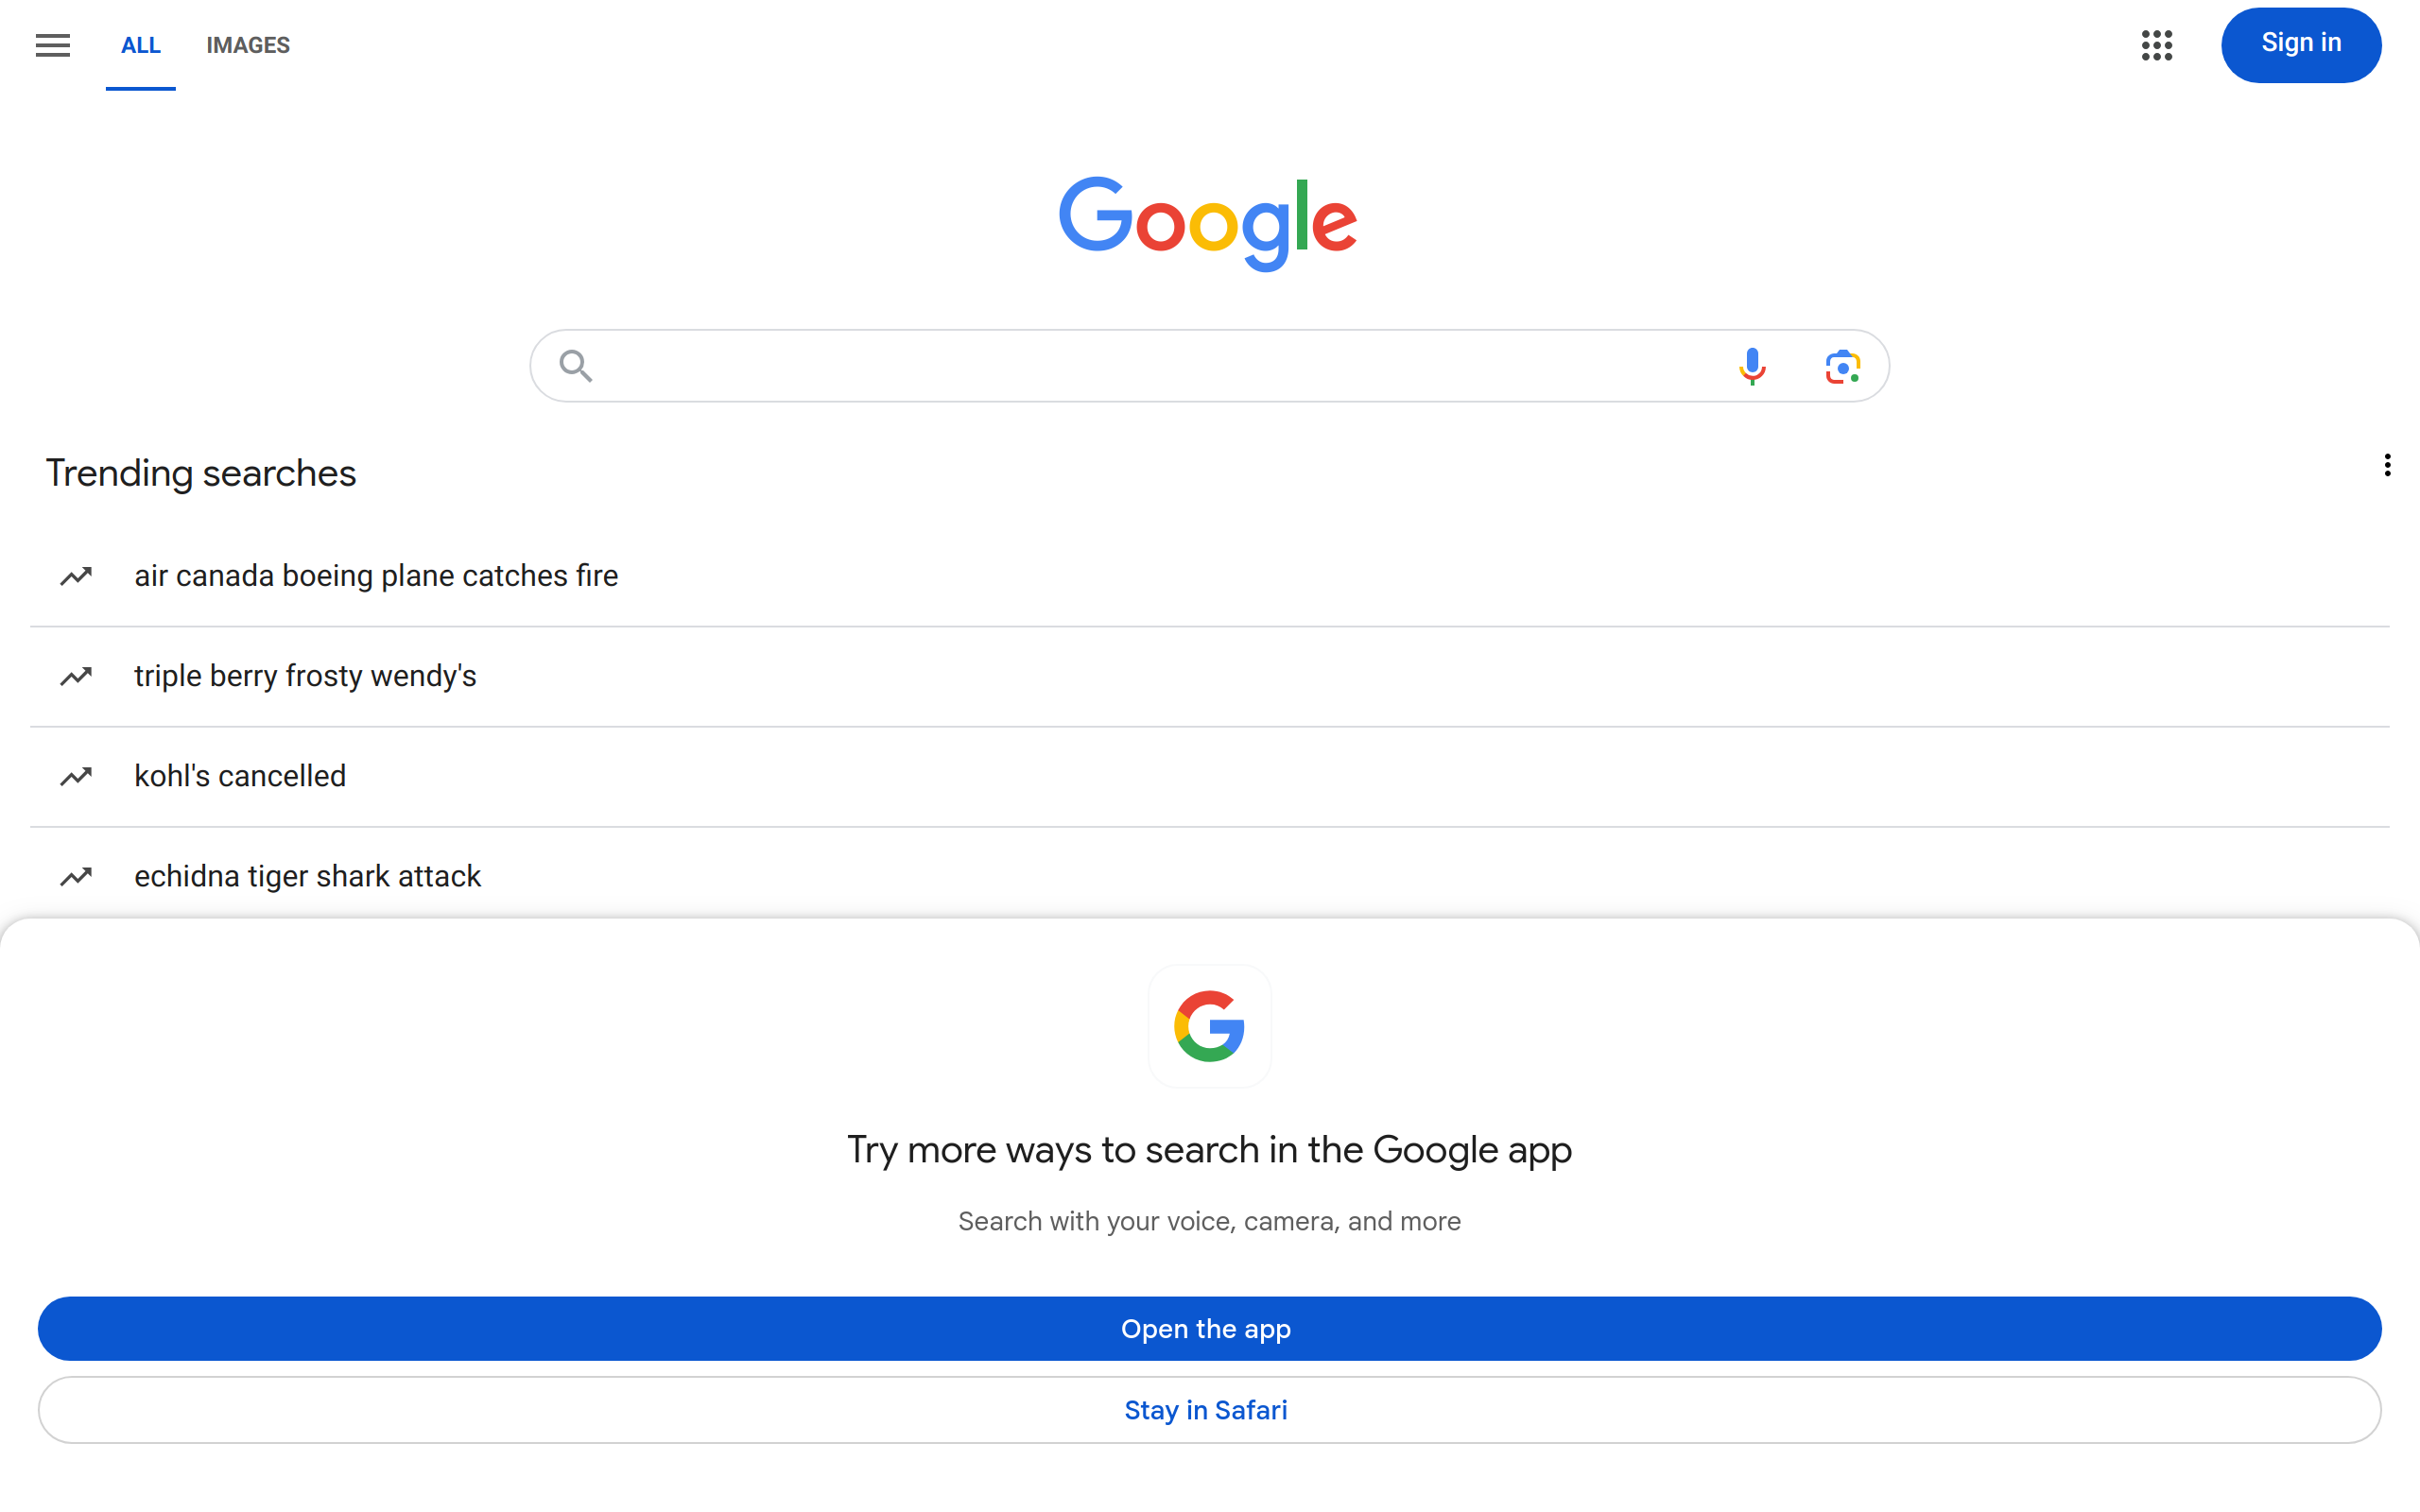 ALL IMAGES Sign in
Google
Trending searches
air canada boeing plane catches fire
triple berry frosty wendy's
kohl's cancelled
echidna tiger shark attack
G
Try more ways to search in the Google app
Search with your voice, camera, and more
Open the app
Stay in Safari